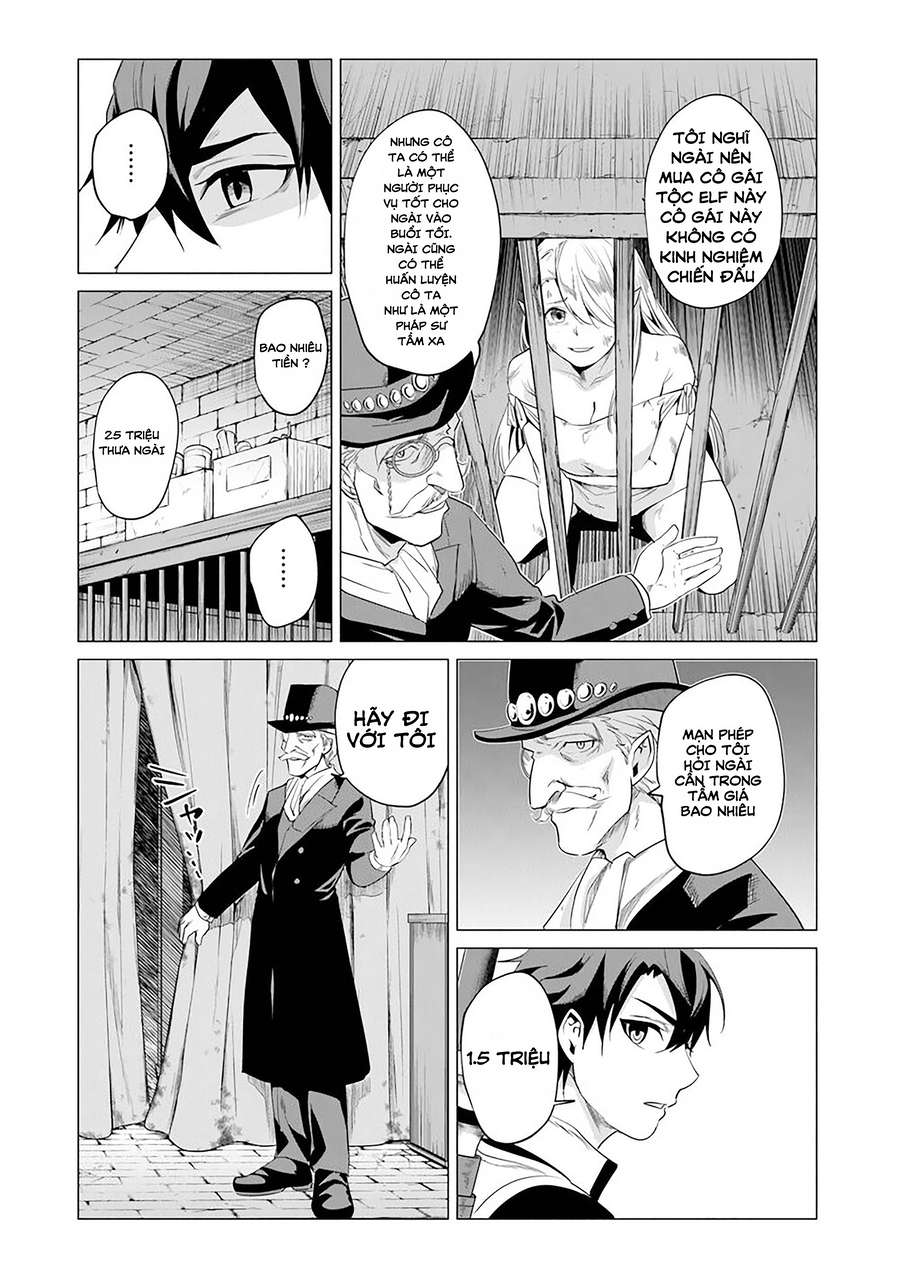 TÔI NGHĨ
NGÀI NÊN
MUA CÔ GÁI
TỘC ELF NÀY
CÔ GÁI NÀY
KHÔNG CÓ
KINH NGHIỆM
CHIẾN ĐẤU
NHƯNG CÔ
TA CÓ THỂ
LÀ MỘT
NGƯỜI PHỤC
VỤ TỐT CHO
NGÀI VÀO
BUỔI TỐI.
NGÀI CŨNG
CÓ THỂ
HUẤN LUYỆN
CÔ TA
NHƯ LÀ MỘT
PHÁP SƯ
TẦM XA
......
BAO NHIÊU
TIỀN ?
25 TRIỆU
THƯA NGÀI
......
MẠN PHÉP
CHO TÔI
HỎI NGÀI
CẦN TRONG
TẦM GIÁ
BAO NHIÊU
1.5 TRIỆU
HÃY ĐI
VỚI TÔI
シャッ…